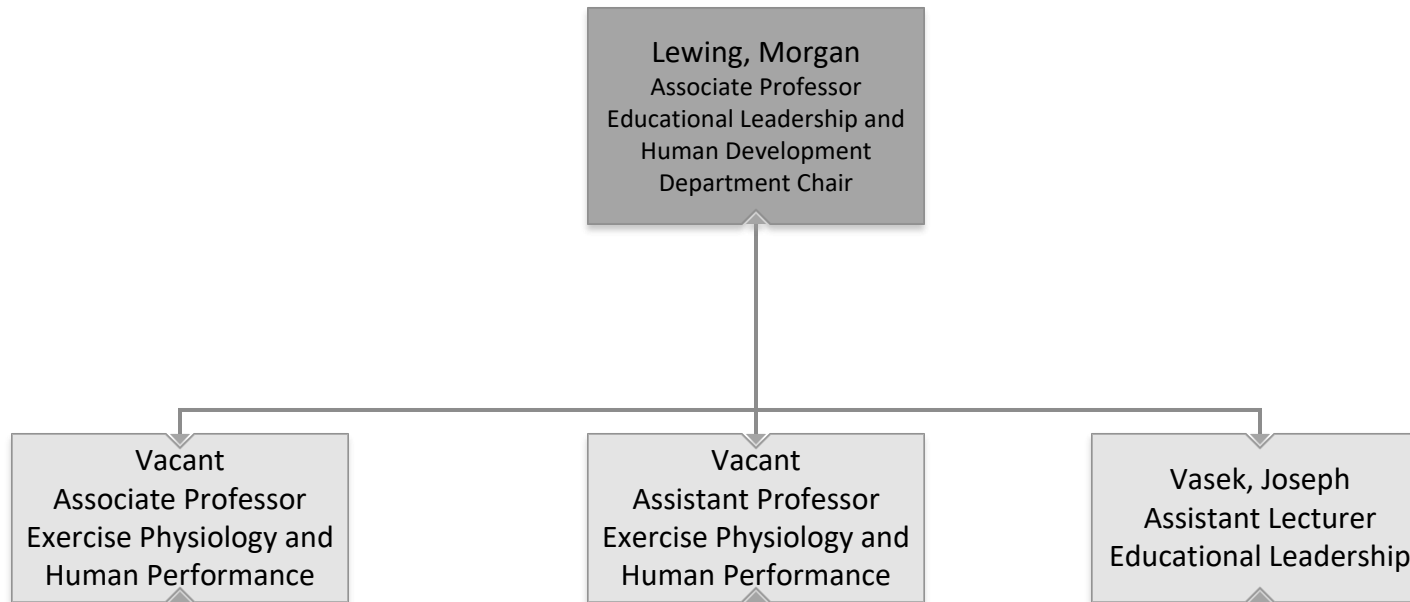 Lewing, Morgan
Associate Professor
Educational Leadership and
Human Development
Department Chair
Vacant
Associate Professor
Exercise Physiology and
Human Performance
Vacant
Assistant Professor
Exercise Physiology and
Human Performance
Vasek, Joseph
Assistant Lecturer
Educational Leadership